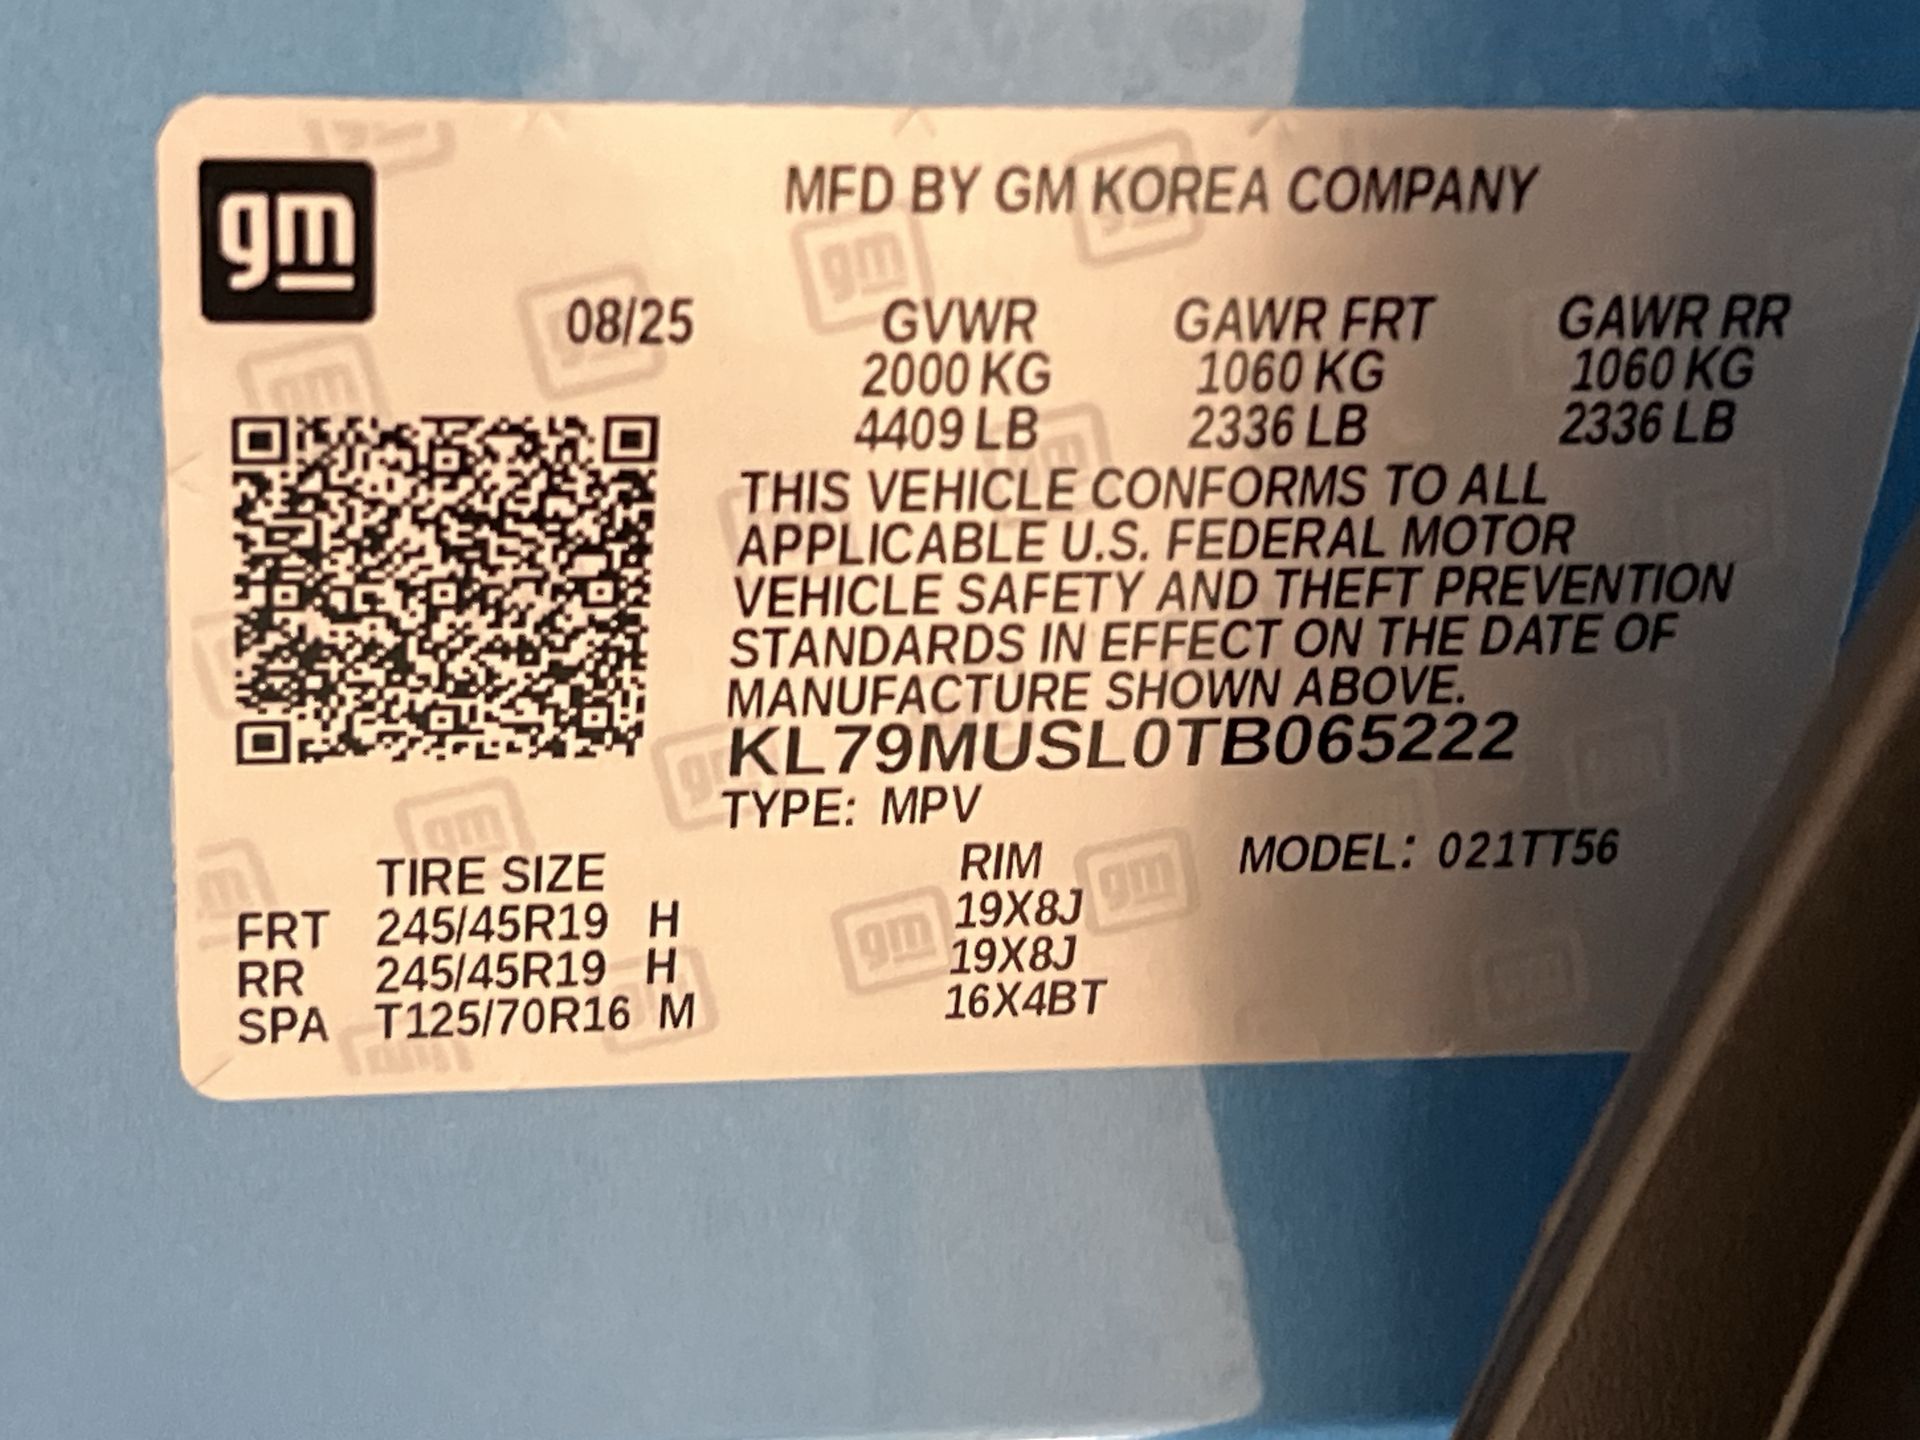 gm
MFD BY GM KOREA COMPANY
08/25 GVWR GAWR FRT GAWR RR
2000 KG 1060 KG 1060 KG
4409 LB 2336 LB 2336 LB
THIS VEHICLE CONFORMS TO ALL
APPLICABLE U.S. FEDERAL MOTOR
VEHICLE SAFETY AND THEFT PREVENTION
STANDARDS IN EFFECT ON THE DATE OF
MANUFACTURE SHOWN ABOVE.
KL79MUSL0TB065222
TYPE: MPV
TIRE SIZE RIM MODEL: 021TT56
FRT 245/45R19 H 19X8J
RR 245/45R19 H 19X8J
SPA T125/70R16 M 16X4BT